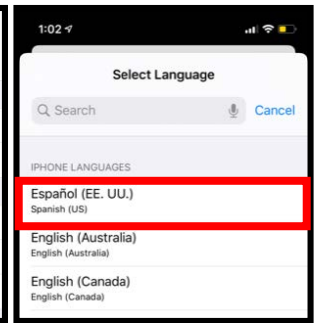 1:02
Select Language
Search
Cancel
IPHONE LANGUAGES
Español (EE. UU.)
Spanish (US)
English (Australia)
English (Australia)
English (Canada)
English (Canada)